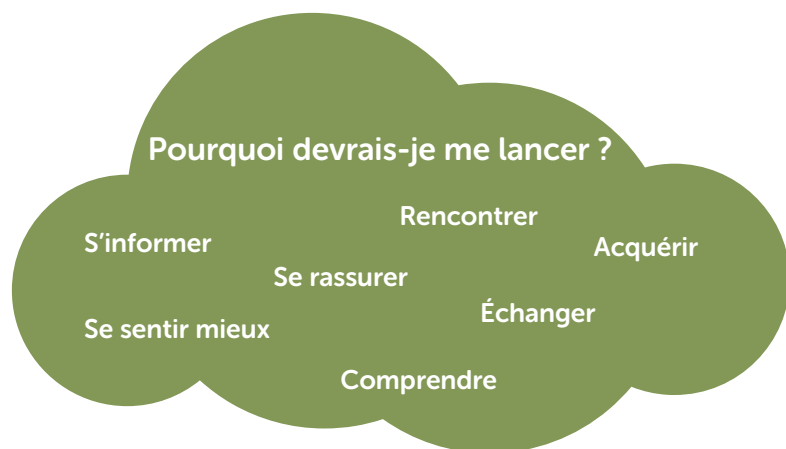 Pourquoi devrais-je me lancer ?
Rencontrer
S'informer
Acquérir
Se rassurer
Échanger
Se sentir mieux
Comprendre